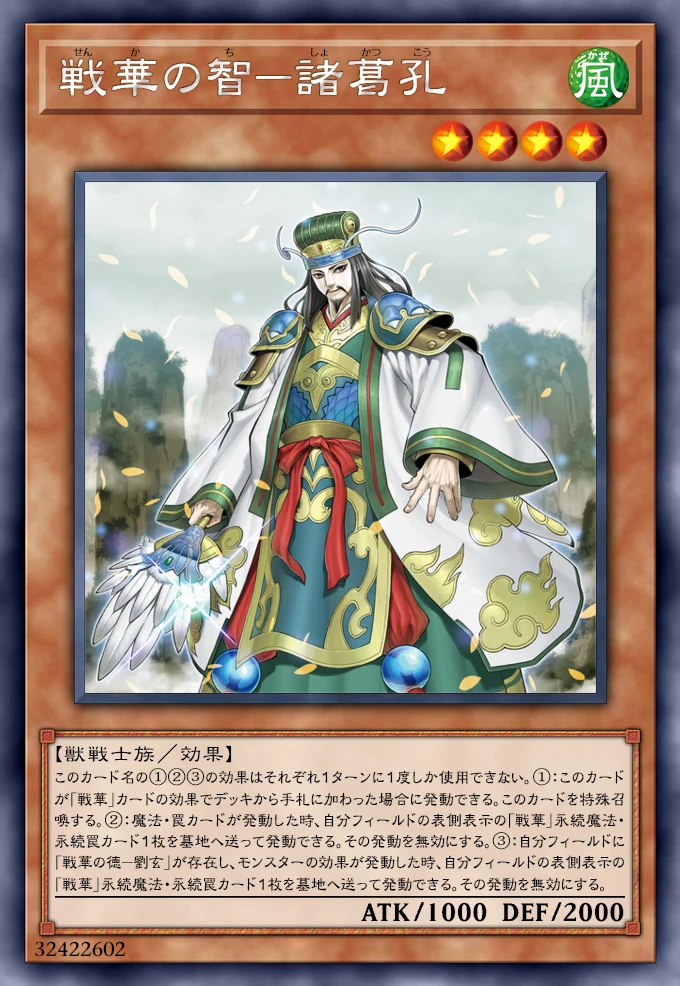 せん か ち しょ かつ こう
戦華の智－諸葛孔
かぜ
風
【獣戦士族／効果】
このカード名の①②③の効果はそれぞれ１ターンに１度しか使用できない。①：このカード
が「戦華」カードの効果でデッキから手札に加わった場合に発動できる。このカードを特殊召
喚する。②：魔法・罠カードが発動した時、自分フィールドの表側表示の「戦華」永続魔法・
永続罠カード１枚を墓地へ送って発動できる。その発動を無効にする。③：自分フィールドに
「戦華の徳－劉玄」が存在し、モンスターの効果が発動した時、自分フィールドの表側表示の
「戦華」永続魔法・永続罠カード１枚を墓地へ送って発動できる。その発動を無効にする。
ATK/1000 DEF/2000
32422602